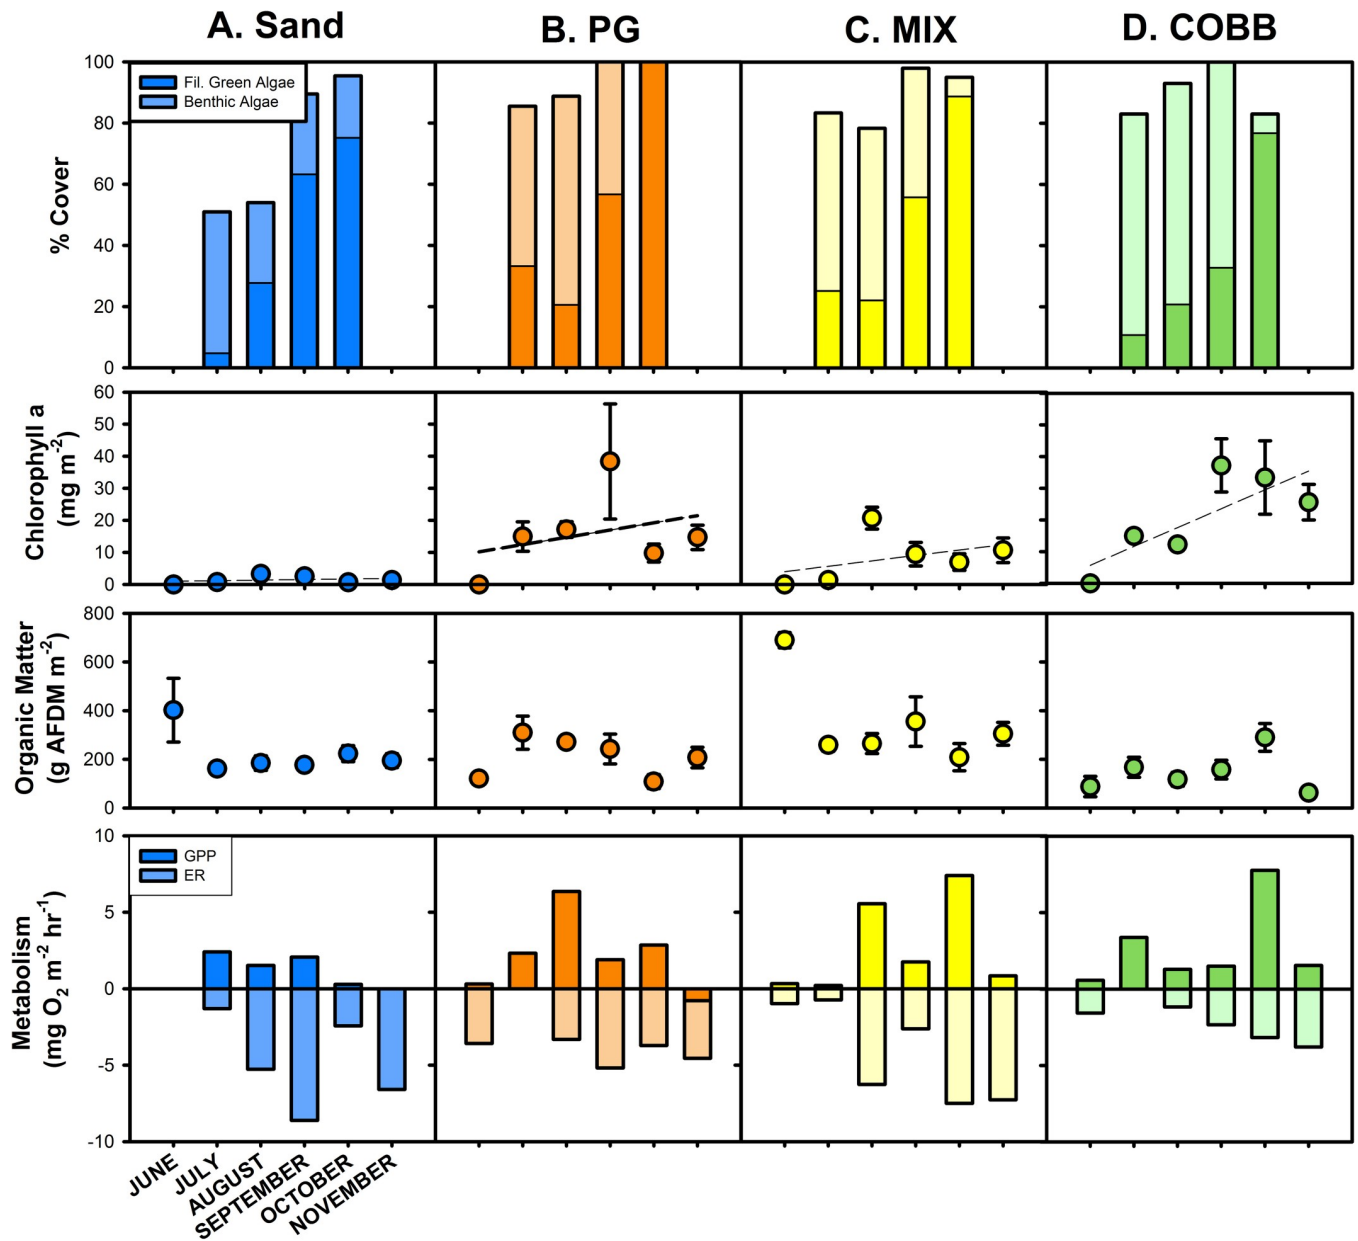 A. Sand
B. PG
C. MIX
D. COBB
% Cover
100
80
60
40
20
0
Fil. Green Algae
Benthic Algae
Chlorophyll a
(mg m-2)
60
50
40
30
20
10
0
Organic Matter
(g AFDM m-2)
800
600
400
200
0
Metabolism
(mg O2 m-2 hr-1)
10
5
0
-5
-10
GPP
ER
JUNE
JULY
AUGUST
SEPTEMBER
OCTOBER
NOVEMBER